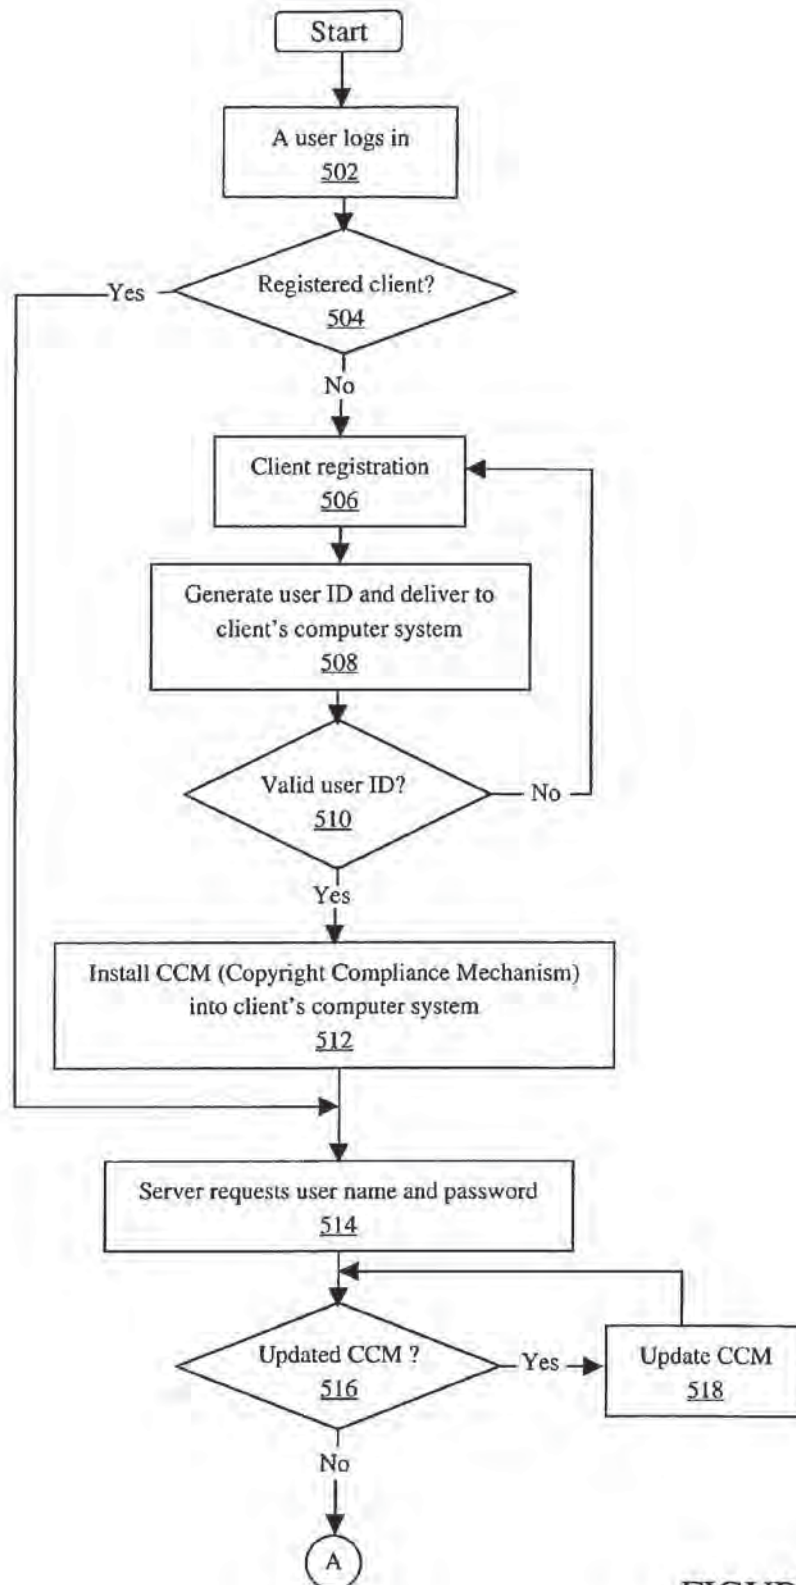 Start
A user logs in
502
Registered client?
504
Yes
No
Client registration
506
Generate user ID and deliver to
client's computer system
508
Valid user ID?
510
No
Yes
Install CCM (Copyright Compliance Mechanism)
into client's computer system
512
Server requests user name and password
514
Updated CCM ?
516
Yes
Update CCM
518
No
A